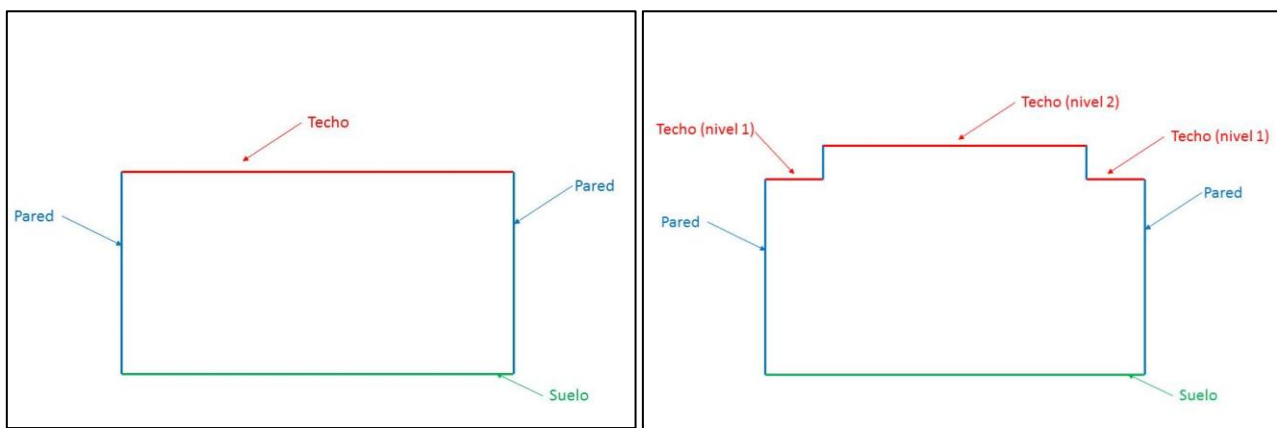 Techo
Pared
Pared
Suelo
Techo (nivel 2)
Techo (nivel 1)
Techo (nivel 1)
Pared
Pared
Suelo